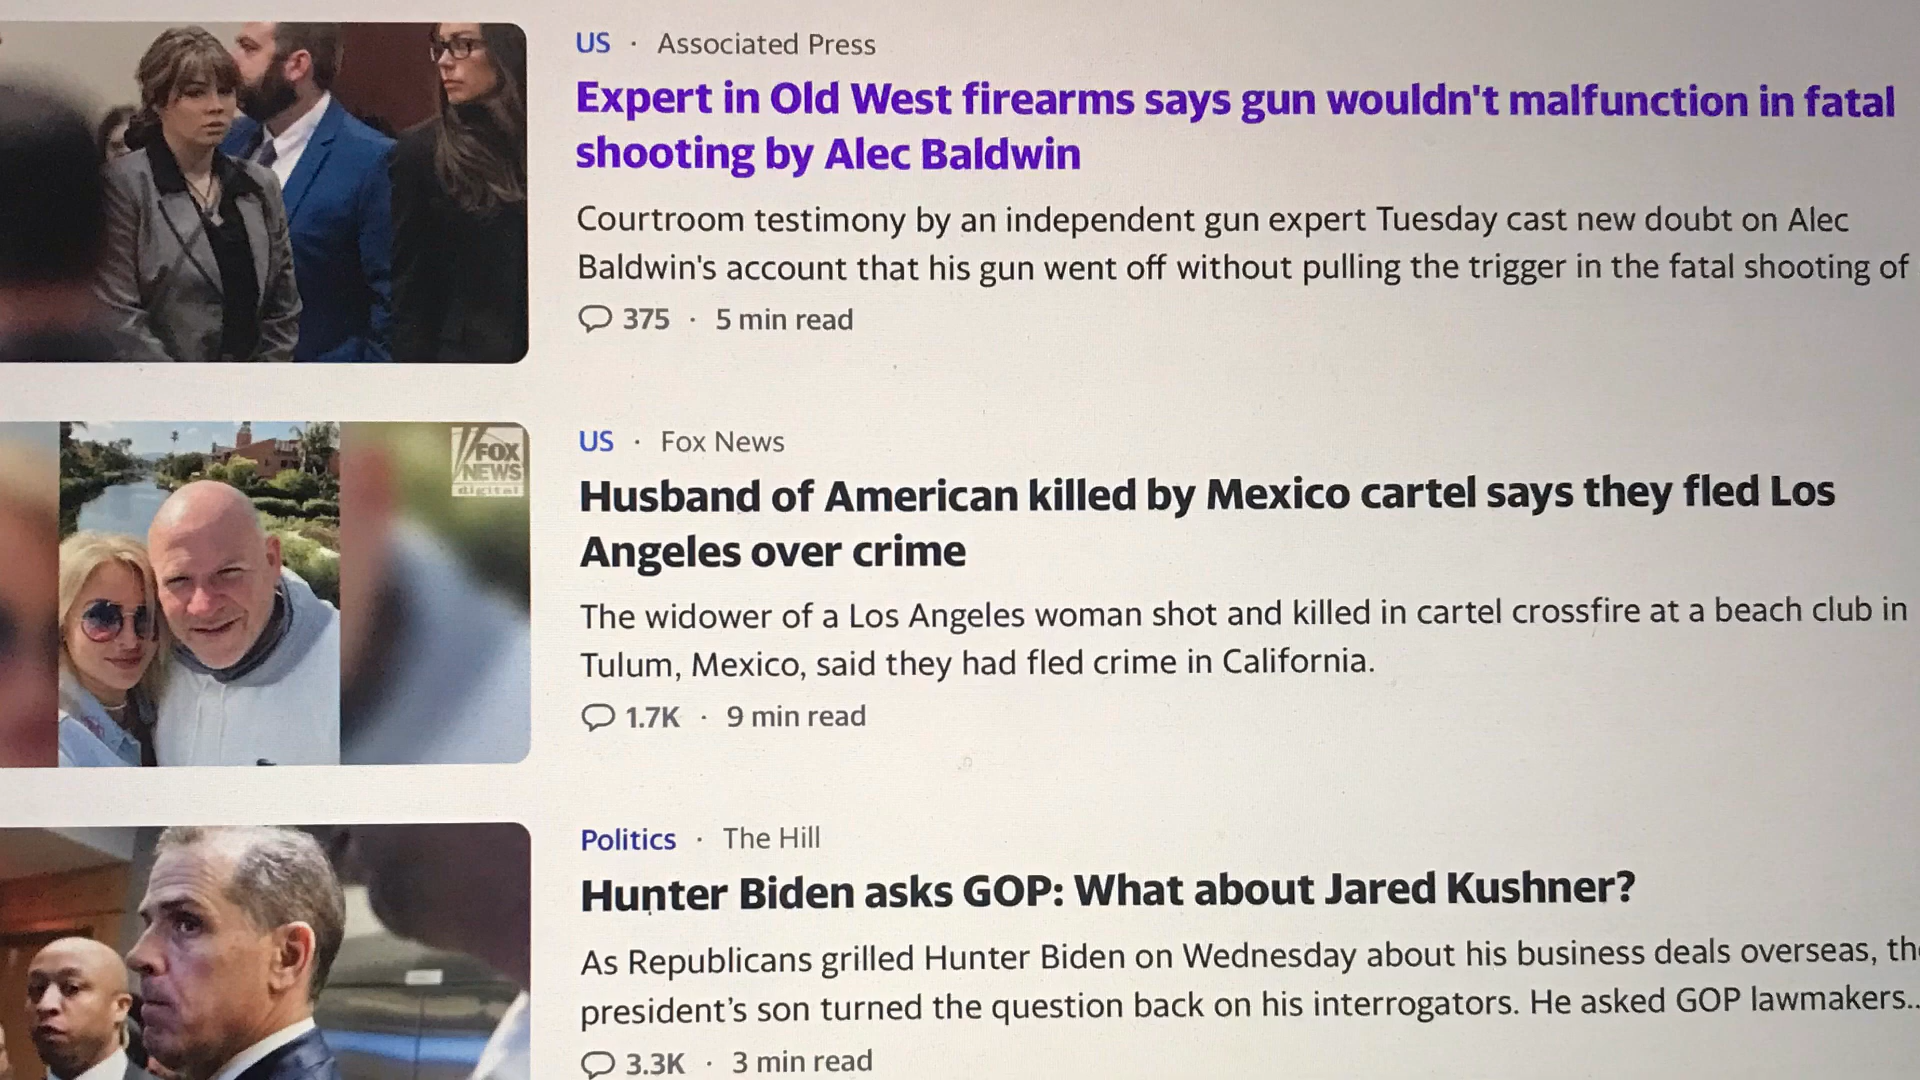 US · Associated Press
Expert in Old West firearms says gun wouldn't malfunction in fatal
shooting by Alec Baldwin
Courtroom testimony by an independent gun expert Tuesday cast new doubt on Alec
Baldwin's account that his gun went off without pulling the trigger in the fatal shooting of
375 · 5 min read
FOX
NEWS
digital
US · Fox News
Husband of American killed by Mexico cartel says they fled Los
Angeles over crime
The widower of a Los Angeles woman shot and killed in cartel crossfire at a beach club in
Tulum, Mexico, said they had fled crime in California.
1.7K · 9 min read
Politics · The Hill
Hunter Biden asks GOP: What about Jared Kushner?
As Republicans grilled Hunter Biden on Wednesday about his business deals overseas,
president's son turned the question back on his interrogators. He asked GOP lawmakers..
3.3K · 3 min read